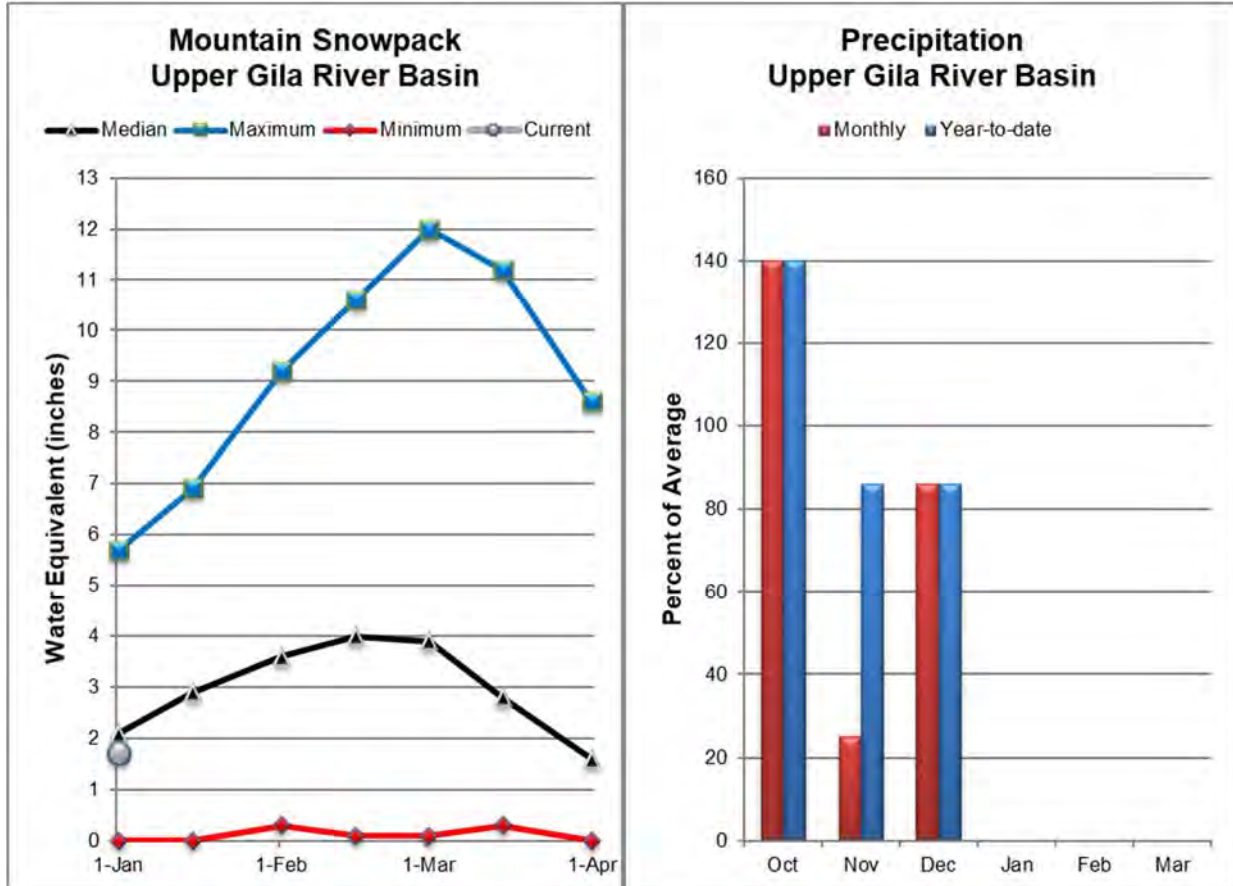 Mountain Snowpack
Upper Gila River Basin
Median Maximum Minimum Current
Water Equivalent (inches)
13
12
11
10
9
8
7
6
5
4
3
2
1
0
1-Jan 1-Feb 1-Mar 1-Apr
Precipitation
Upper Gila River Basin
Monthly Year-to-date
Percent of Average
160
140
120
100
80
60
40
20
0
Oct Nov Dec Jan Feb Mar